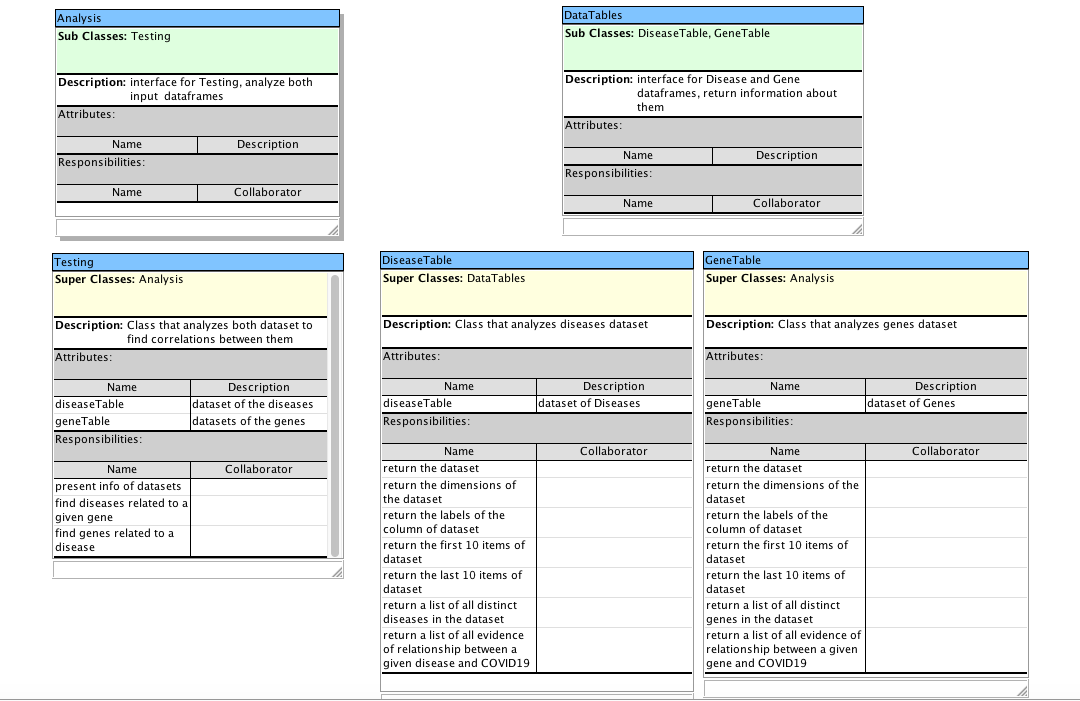 Analysis
Sub Classes: Testing
Description: interface for Testing, analyze both
input dataframes
Attributes:
Name Description
Responsibilities:
Name Collaborator
DataTables
Sub Classes: DiseaseTable, GeneTable
Description: interface for Disease and Gene
dataframes, return information about
them
Attributes:
Name Description
Responsibilities:
Name Collaborator
Testing
Super Classes: Analysis
Description: Class that analyzes both dataset to
find correlations between them
Attributes:
Name Description
diseaseTable dataset of the diseases
geneTable datasets of the genes
Responsibilities:
Name Collaborator
present info of datasets
find diseases related to a
given gene
find genes related to a
disease
DiseaseTable
Super Classes: DataTables
Description: Class that analyzes diseases dataset
Attributes:
Name Description
diseaseTable dataset of Diseases
Responsibilities:
Name Collaborator
return the dataset
return the dimensions of
the dataset
return the labels of the
column of dataset
return the first 10 items of
dataset
return the last 10 items of
dataset
return a list of all distinct
diseases in the dataset
return a list of all evidence
of relationship between a
given disease and COVID19
GeneTable
Super Classes: Analysis
Description: Class that analyzes genes dataset
Attributes:
Name Description
geneTable dataset of Genes
Responsibilities:
Name Collaborator
return the dataset
return the dimensions of the
dataset
return the labels of the
column of dataset
return the first 10 items of
dataset
return the last 10 items of
dataset
return a list of all distinct
genes in the dataset
return a list of all evidence of
relationship between a given
gene and COVID19